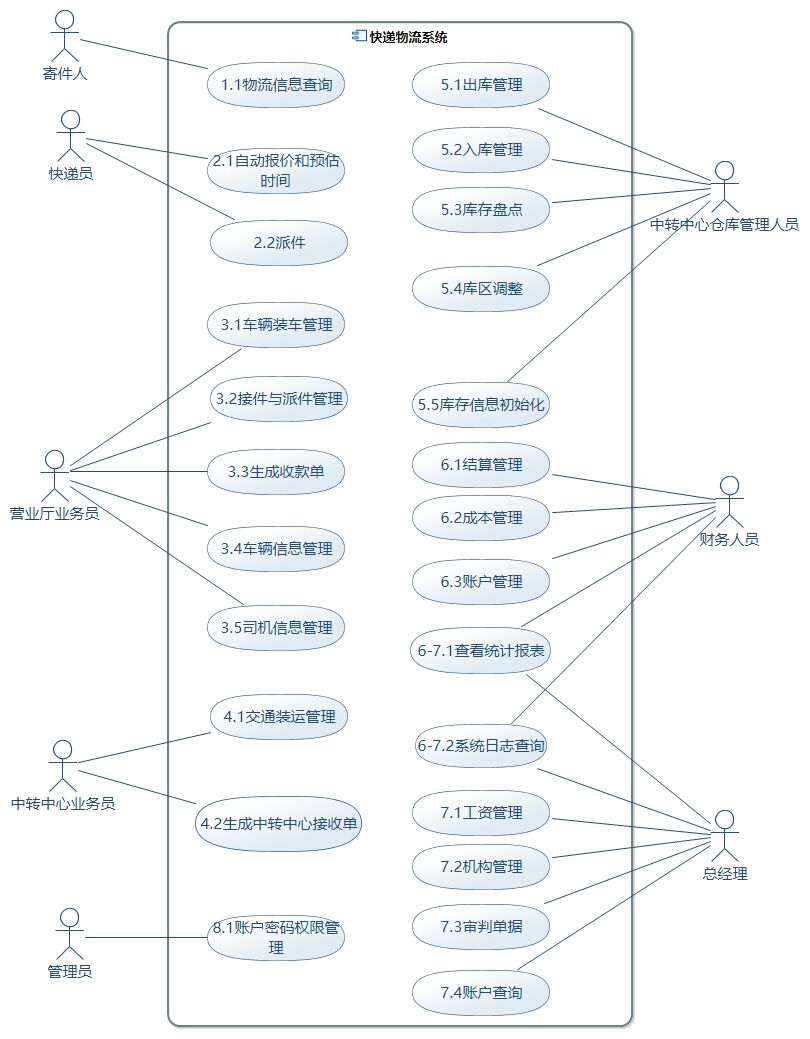 快递物流系统
寄件人
1.1物流信息查询
快递员
2.1自动报价和预估
时间
2.2派件
3.1车辆装车管理
3.2接件与派件管理
营业厅业务员
3.3生成收款单
3.4车辆信息管理
3.5司机信息管理
4.1交通装运管理
中转中心业务员
4.2生成中转中心接收单
8.1账户密码权限管
理
管理员
5.1出库管理
5.2入库管理
5.3库存盘点
中转中心仓库管理人员
5.4库区调整
5.5库存信息初始化
6.1结算管理
6.2成本管理
财务人员
6.3账户管理
6-7.1查看统计报表
6-7.2系统日志查询
7.1工资管理
7.2机构管理
总经理
7.3审判单据
7.4账户查询